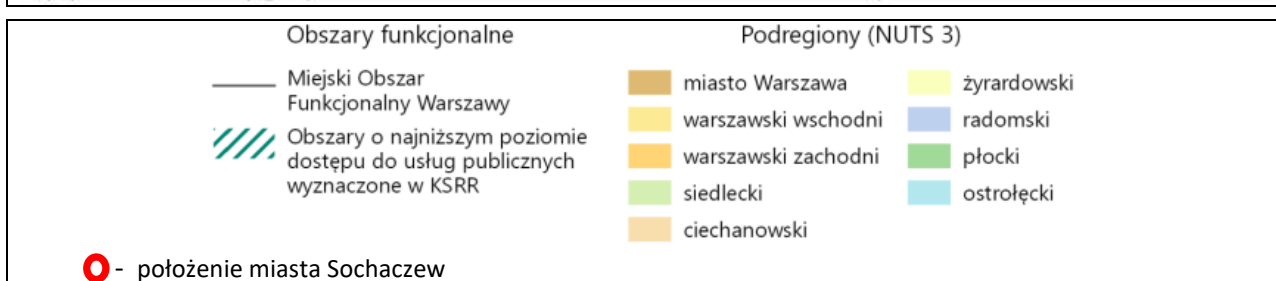 Obszary funkcjonalne
Miejski Obszar
Funkcjonalny Warszawy
Obszary o najniższym poziomie
dostępu do usług publicznych
wyznaczone w KSRR
Podregiony (NUTS 3)
miasto Warszawa
warszawski wschodni
warszawski zachodni
siedlecki
ciechanowski
żyrardowski
radomski
płocki
ostrołęcki
- położenie miasta Sochaczew